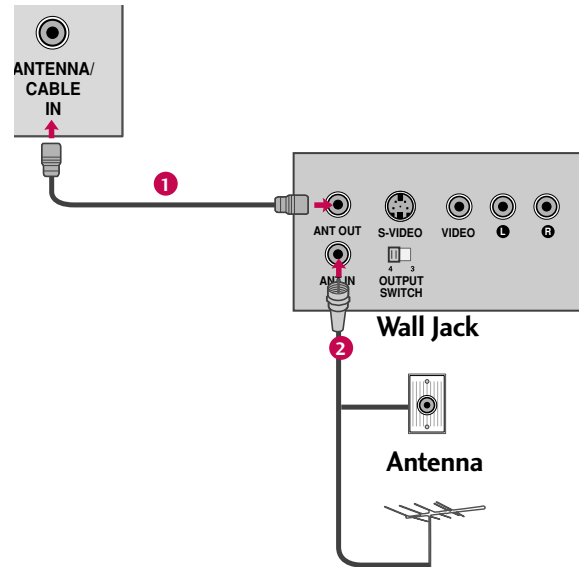 ANTENNA/
CABLE
IN
1
ANT OUT
S-VIDEO
VIDEO
L
R
ANT IN
4 3
OUTPUT
SWITCH
Wall Jack
2
Antenna